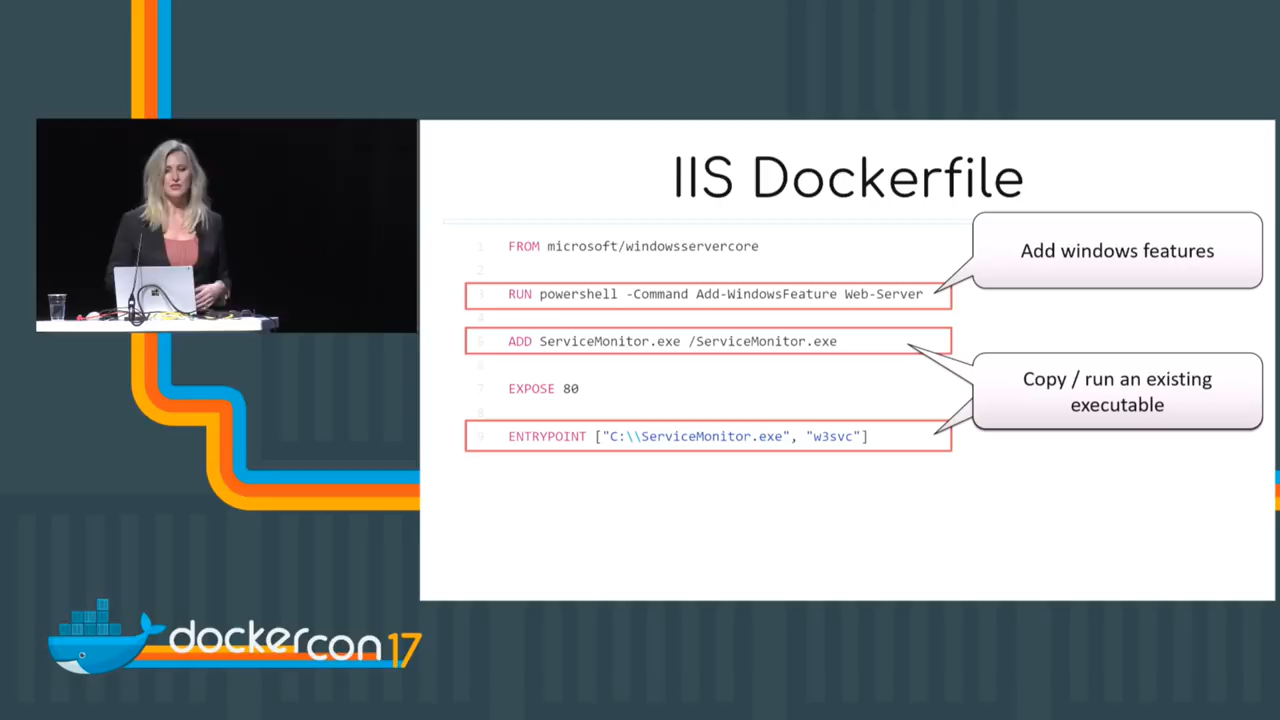 IIS Dockerfile
1 FROM microsoft/windowsservercore
2
3 RUN powershell -Command Add-WindowsFeature Web-Server
4
5 ADD ServiceMonitor.exe /ServiceMonitor.exe
6
7 EXPOSE 80
8
9 ENTRYPOINT ["C:\\ServiceMonitor.exe", "w3svc"]
Add windows features
Copy / run an existing
executable
dockercon 17